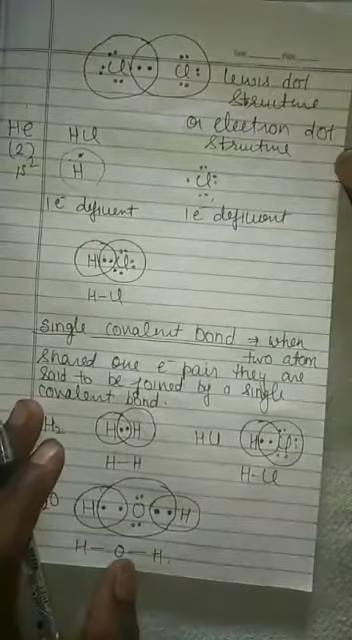 Cl Cl
Lewis dot
Structure
or electron dot
Structure
He HCl
(2) H Cl
1s²
1e⁻ deficient 1e⁻ deficient
H Cl
H-Cl
Single covalent bond → when
two atom
shared one e⁻ pair they are
said to be joined by a single
covalent bond.
H₂ H H HCl H Cl
H-H H-Cl
O H O H
H-O-H.